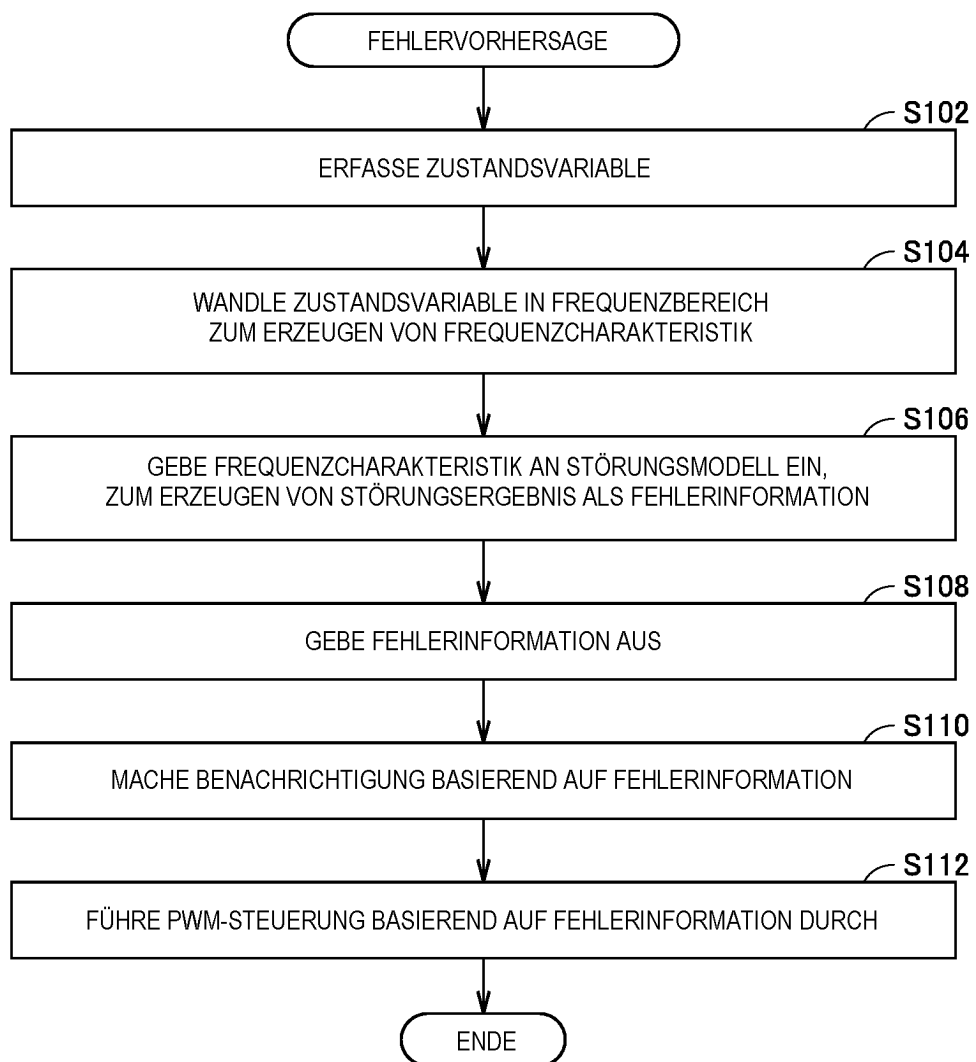 FEHLERVORHERSAGE
S102
ERFASSE ZUSTANDSVARIABLE
S104
WANDLE ZUSTANDSVARIABLE IN FREQUENZBEREICH
ZUM ERZEUGEN VON FREQUENZCHARAKTERISTIK
S106
GEBE FREQUENZCHARAKTERISTIK AN STÖRUNGSMODELL EIN,
ZUM ERZEUGEN VON STÖRUNGSERGEBNIS ALS FEHLERINFORMATION
S108
GEBE FEHLERINFORMATION AUS
S110
MACHE BENACHRICHTIGUNG BASIEREND AUF FEHLERINFORMATION
S112
FÜHRE PWM-STEUERUNG BASIEREND AUF FEHLERINFORMATION DURCH
ENDE